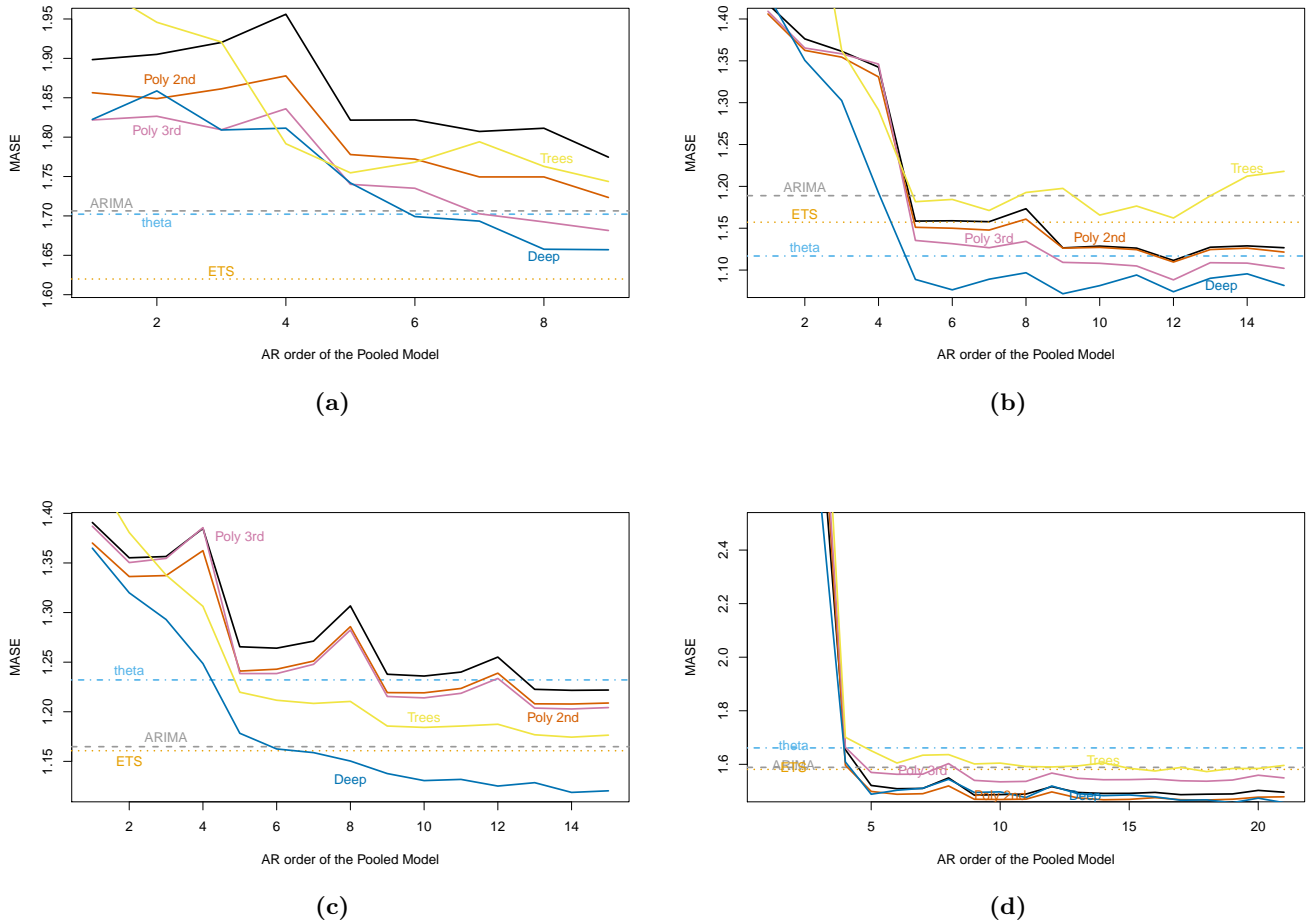 1.95
1.90
1.85
1.80
1.75
1.70
1.65
1.60
MASE
Poly 2nd
Poly 3rd
Trees
ARIMA
theta
ETS
Deep
2 4 6 8
AR order of the Pooled Model
(a)
1.40
1.35
1.30
1.25
1.20
1.15
1.10
MASE
Trees
ARIMA
ETS
Poly 3rd
Poly 2nd
theta
Deep
2 4 6 8 10 12 14
AR order of the Pooled Model
(b)
1.40
1.35
1.30
1.25
1.20
1.15
MASE
Poly 3rd
theta
Trees
Poly 2nd
ARIMA
ETS
Deep
2 4 6 8 10 12 14
AR order of the Pooled Model
(c)
2.4
2.2
2.0
1.8
1.6
MASE
theta
Trees
ARIMA
ETS
Poly 3rd
Poly 2nd
Deep
5 10 15 20
AR order of the Pooled Model
(d)